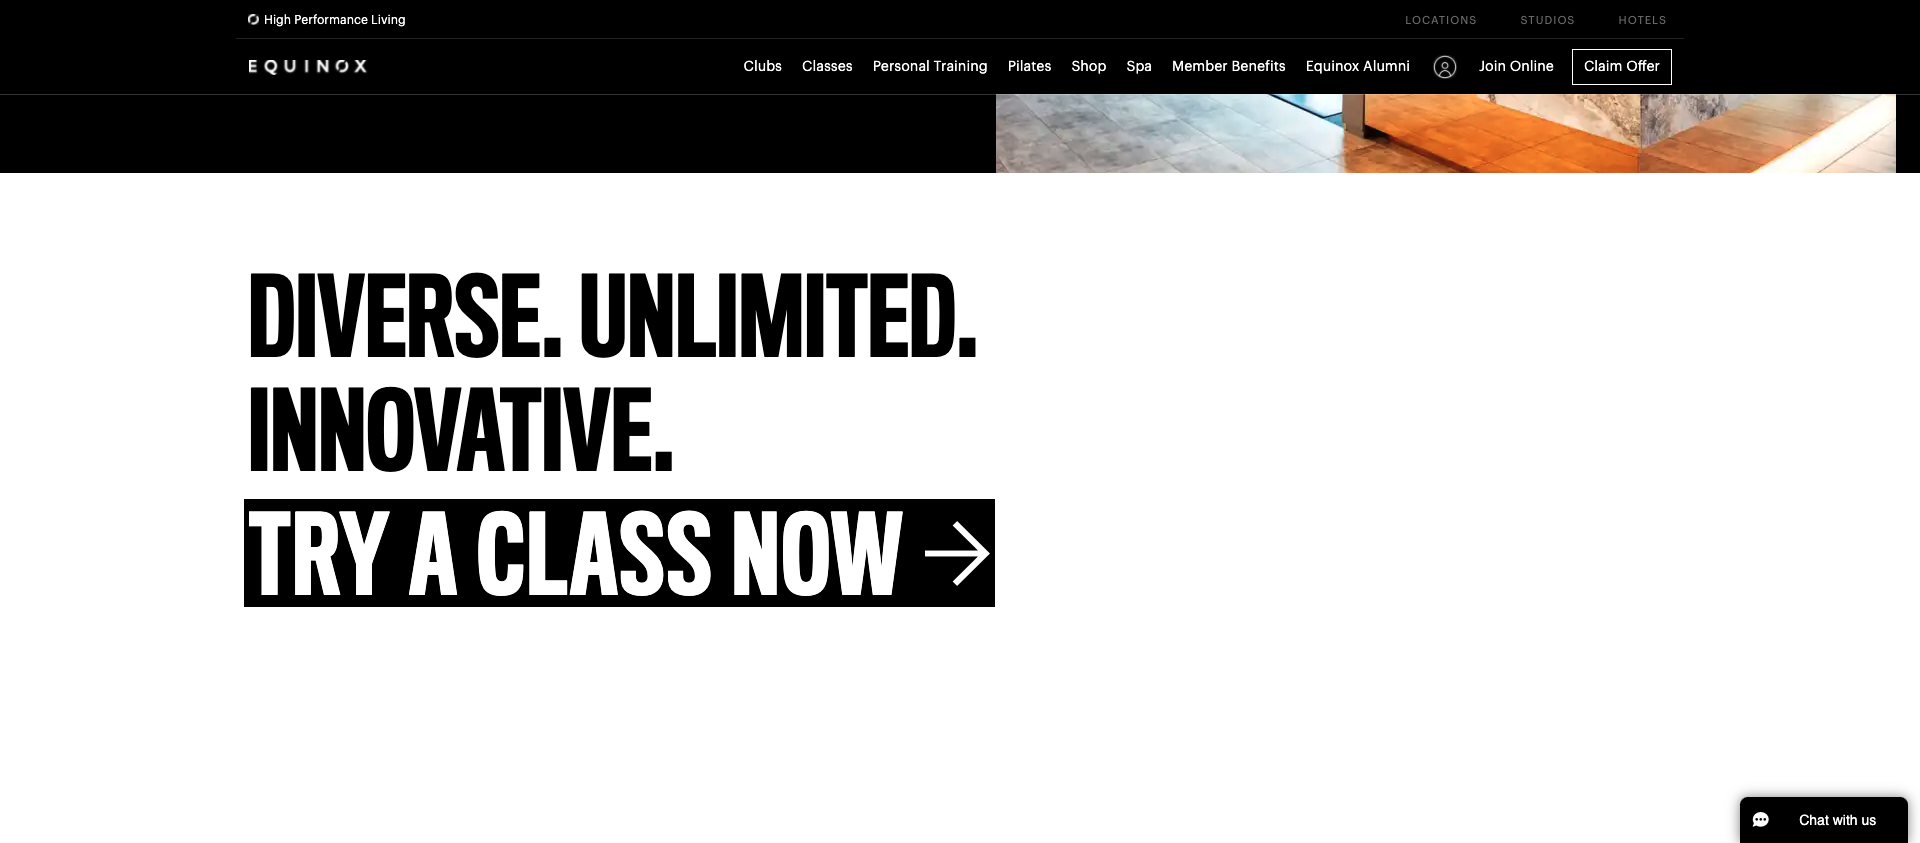 High Performance Living
LOCATIONS STUDIOS HOTELS
EQUINOX
Clubs Classes Personal Training Pilates Shop Spa Member Benefits Equinox Alumni Join Online Claim Offer
DIVERSE. UNLIMITED.
INNOVATIVE.
TRY A CLASS NOW →
Chat with us